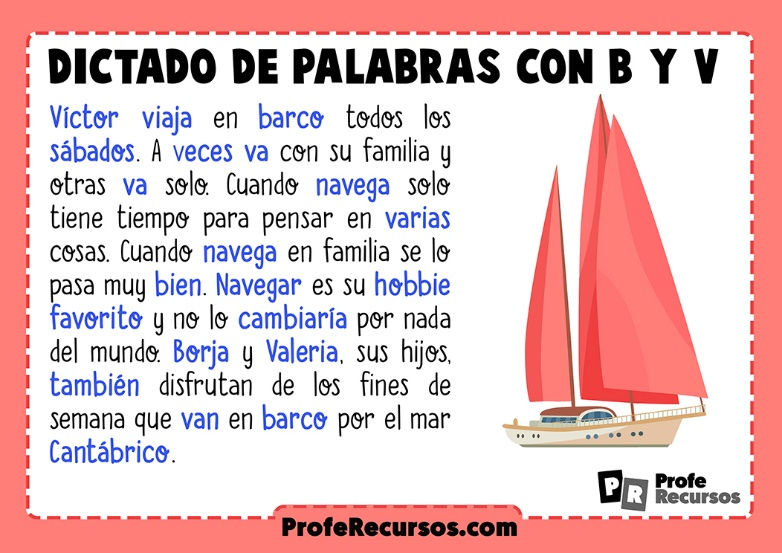 DICTADO DE PALABRAS CON B Y V
Víctor viaja en barco todos los
sábados. A veces va con su familia y
otras va solo. Cuando navega solo
tiene tiempo para pensar en varias
cosas. Cuando navega en familia se lo
pasa muy bien. Navegar es su hobbie
favorito y no lo cambiaría por nada
del mundo. Borja y Valeria, sus hijos,
también disfrutan de los fines de
semana que van en barco por el mar
Cantábrico.
PR Profe
Recursos
ProfeRecursos.com